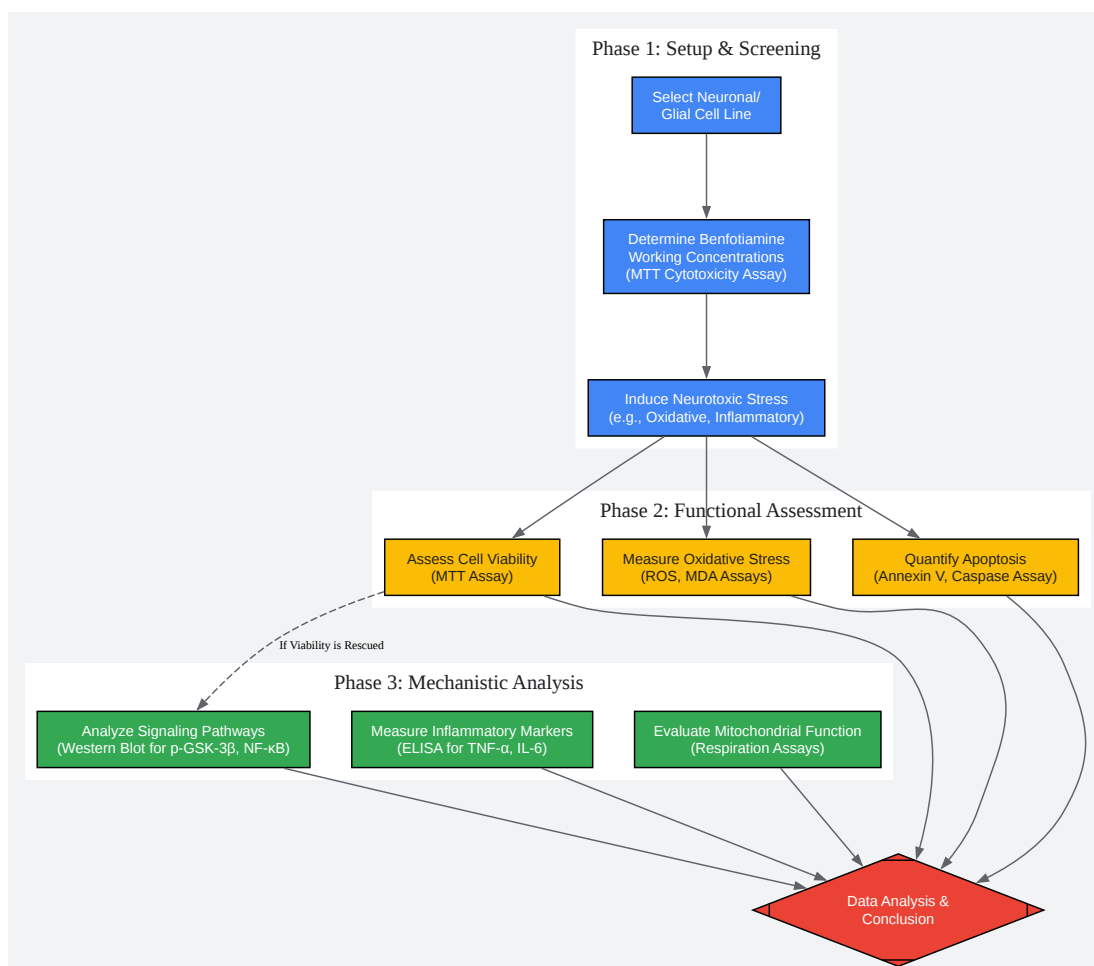 Phase 1: Setup & Screening
Select Neuronal/
Glial Cell Line
Determine Benfotiamine
Working Concentrations
(MTT Cytotoxicity Assay)
Induce Neurotoxic Stress
(e.g., Oxidative, Inflammatory)
Phase 2: Functional Assessment
Assess Cell Viability
(MTT Assay)
Measure Oxidative Stress
(ROS, MDA Assays)
Quantify Apoptosis
(Annexin V, Caspase Assay)
If Viability is Rescued
Phase 3: Mechanistic Analysis
Analyze Signaling Pathways
(Western Blot for p-GSK-3β, NF-κB)
Measure Inflammatory Markers
(ELISA for TNF-α, IL-6)
Evaluate Mitochondrial Function
(Respiration Assays)
Data Analysis &
Conclusion